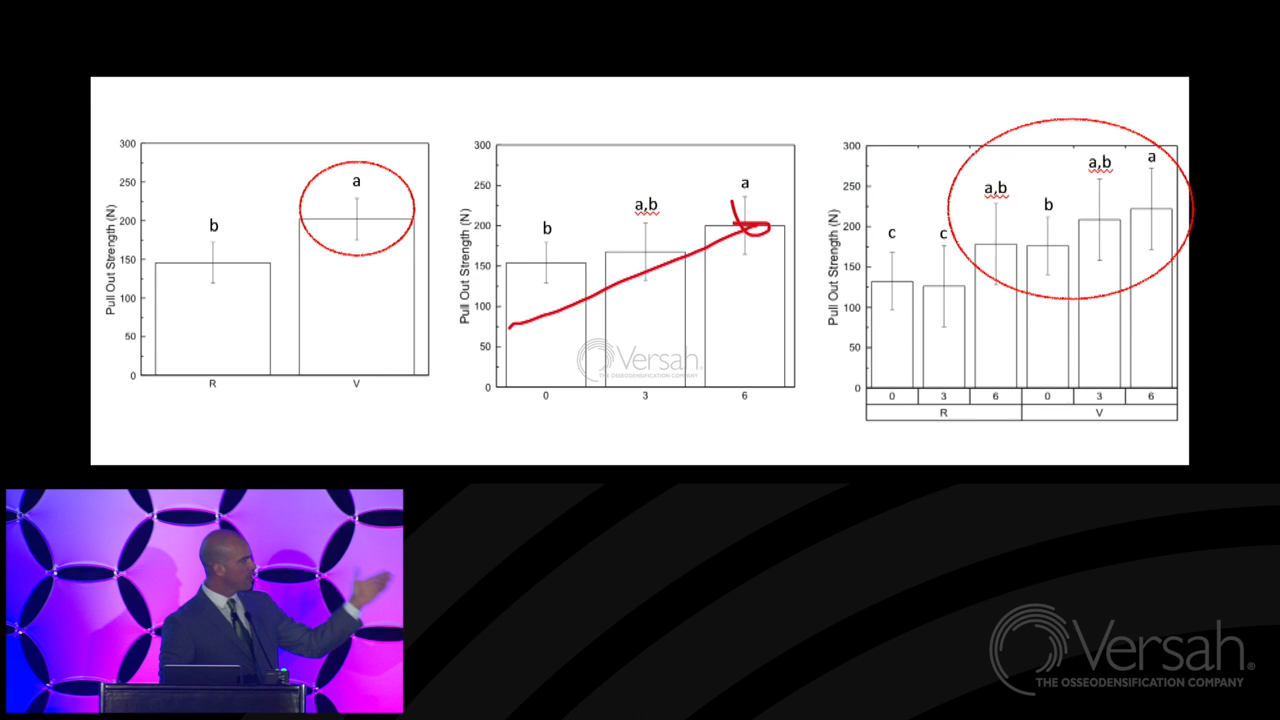 300
250
200
150
100
50
0
Pull Out Strength (N)
b
a
R
V
300
250
200
150
100
50
0
Pull Out Strength (N)
b
a,b
a
0
3
6
Versah®
THE OSSEODENSIFICATION COMPANY
300
250
200
150
100
50
0
Pull Out Strength (N)
c
c
a,b
b
a,b
a
0 3 6 0 3 6
R V
Versah®
THE OSSEODENSIFICATION COMPANY